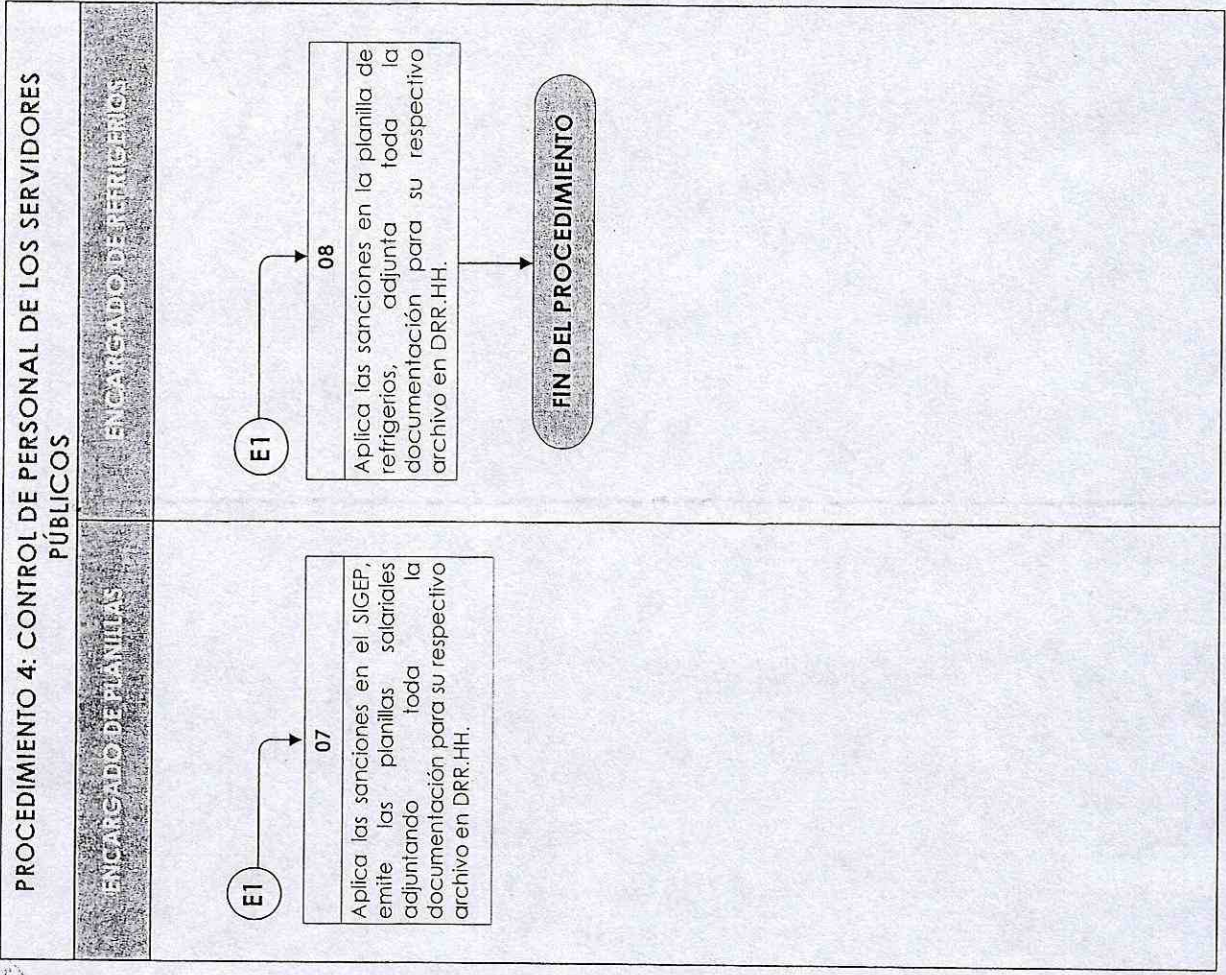 PROCEDIMIENTO 4: CONTROL DE PERSONAL DE LOS SERVIDORES
PÚBLICOS
ENCARGADO DE PLANILLAS
ENCARGADO DE REFRIGERIOS
E1
07
Aplica las sanciones en el SIGEP,
emite las planillas salariales
adjuntando toda la
documentación para su respectivo
archivo en DRR.HH.
E1
08
Aplica las sanciones en la planilla de
refrigerios, adjunta toda la
documentación para su respectivo
archivo en DRR.HH.
FIN DEL PROCEDIMIENTO